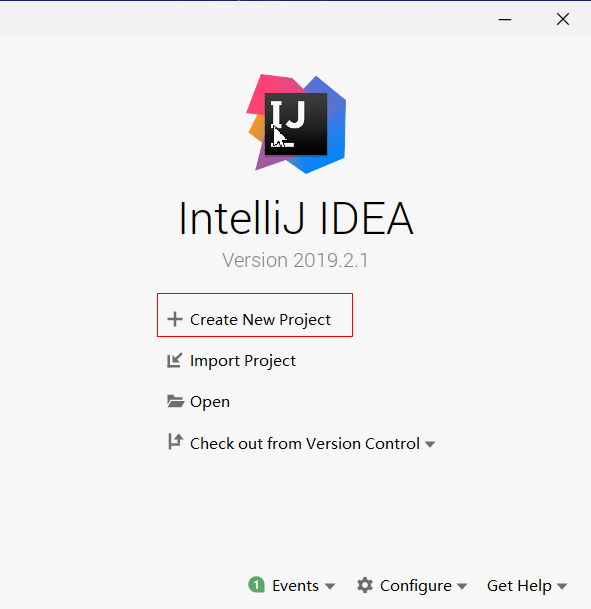 IJ
IntelliJ IDEA
Version 2019.2.1
Create New Project
Import Project
Open
Check out from Version Control
1 Events Configure Get Help